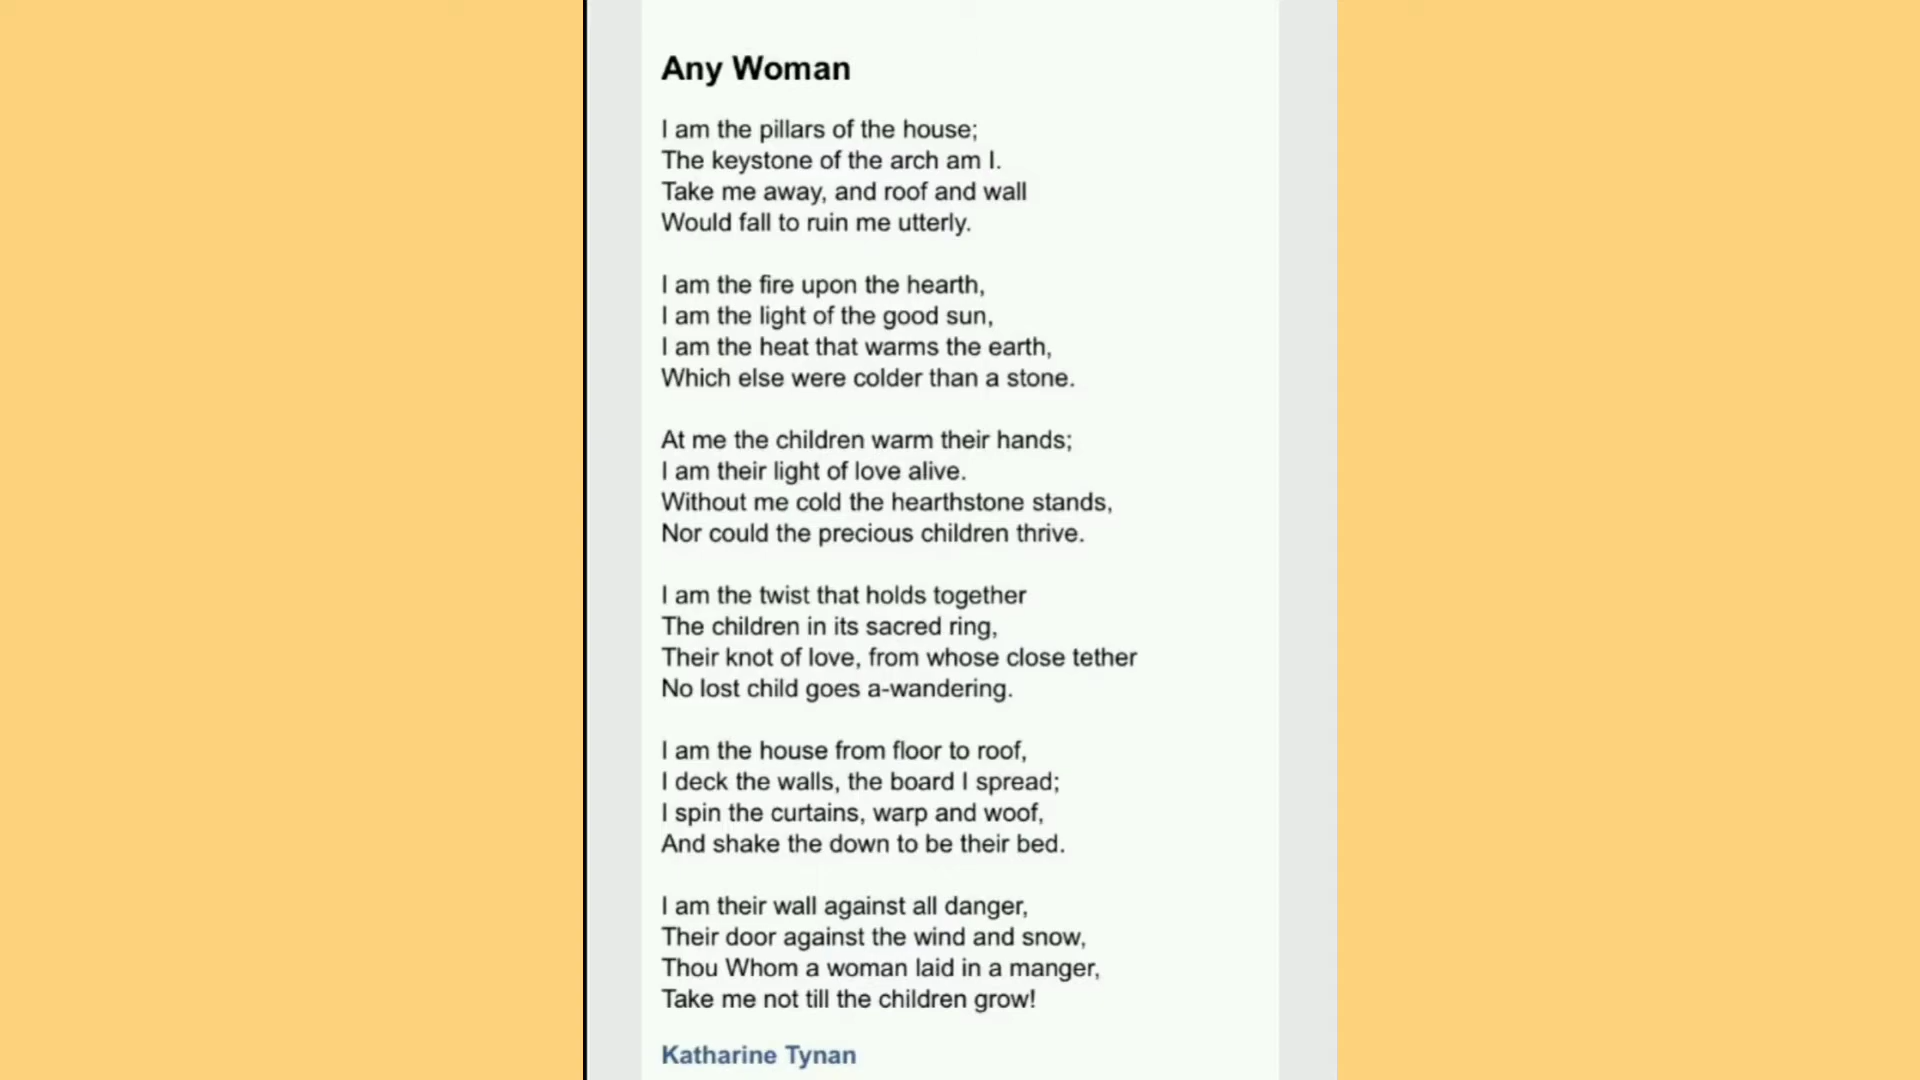 Any Woman
I am the pillars of the house;
The keystone of the arch am I.
Take me away, and roof and wall
Would fall to ruin me utterly.
I am the fire upon the hearth,
I am the light of the good sun,
I am the heat that warms the earth,
Which else were colder than a stone.
At me the children warm their hands;
I am their light of love alive.
Without me cold the hearthstone stands,
Nor could the precious children thrive.
I am the twist that holds together
The children in its sacred ring,
Their knot of love, from whose close tether
No lost child goes a-wandering.
I am the house from floor to roof,
I deck the walls, the board I spread;
I spin the curtains, warp and woof,
And shake the down to be their bed.
I am their wall against all danger,
Their door against the wind and snow,
Thou Whom a woman laid in a manger,
Take me not till the children grow!
Katharine Tynan